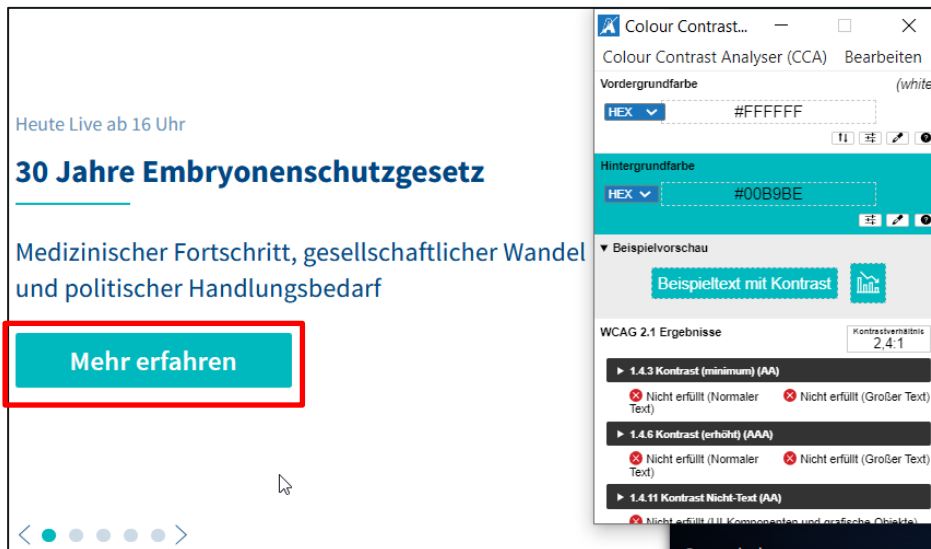 Heute Live ab 16 Uhr
30 Jahre Embryonenschutzgesetz
Medizinischer Fortschritt, gesellschaftlicher Wandel
und politischer Handlungsbedarf
Mehr erfahren
Colour Contrast...
Colour Contrast Analyser (CCA) Bearbeiten
Vordergrundfarbe (white
HEX #FFFFFF
Hintergrundfarbe
HEX #00B9BE
Beispielvorschau
Beispieltext mit Kontrast
WCAG 2.1 Ergebnisse
Kontrastverhältnis
2,4:1
1.4.3 Kontrast (minimum) (AA)
Nicht erfüllt (Normaler Nicht erfüllt (Großer Text)
Text)
1.4.6 Kontrast (erhöht) (AAA)
Nicht erfüllt (Normaler Nicht erfüllt (Großer Text)
Text)
1.4.11 Kontrast Nicht-Text (AA)
Nicht erfüllt (UI Komponenten und grafische Objekte)